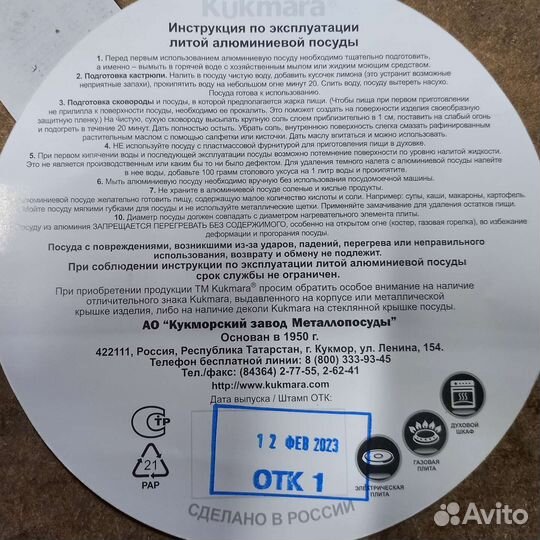 Kukmara
Инструкция по эксплуатации
литой алюминиевой посуды
1. Перед первым использованием алюминиевую посуду необходимо тщательно подготовить,
а именно – вымыть в горячей воде с хозяйственным мылом или жидким моющим средством.
2. Подготовка кастрюли. Налить в посуду чистую воду, добавить кусочек лимона (это устранит возможные
неприятные запахи), прокипятить воду на небольшом огне минут 20. Слить воду, посуду вытереть насухо.
Посуда готова к использованию.
3. Подготовка сковороды и посуды, в которой предполагается жарка пищи. (Чтобы пища при первом приготовлении
не прилипла к поверхности посуды, необходимо ее прокалить. Это поможет создать на поверхности изделия своеобразную
защитную пленку.) На чистую, сухую сковороду высыпать крупную соль слоем приблизительно в 1 см, поставить на слабый огонь
и подогреть в течение 20 минут. Дать полностью остыть. Убрать соль, внутреннюю поверхность слегка смазать рафинированным
растительным маслом с помощью салфетки или кисточки. Дать маслу впитаться и можно готовить.
4. НЕ используйте посуду с пластмассовой фурнитурой для приготовления пищи в духовке.
5. При первом кипячении воды и последующей эксплуатации посуды возможно потемнение поверхности по уровню налитой жидкости.
Это не является производственным или каким бы то ни было дефектом. Для удаления темного налета с алюминиевой посуды налейте
в нее воды, добавьте 100 грамм столового уксуса на 1 литр воды и прокипятите.
6. Мыть алюминиевую посуду необходимо вручную без использования посудомоечной машины.
7. Не храните в алюминиевой посуде соленые и кислые продукты.
алюминиевой посуде желательно готовить пищу, содержащую малое количество кислоты и соли. Например: супы, каши, макароны, картофель.
Мойте посуду мягкими губками для посуды и не используйте металлические щетки. Применяйте замачивание для удаления остатков пищи.
10. Диаметр посуды должен совпадать с диаметром нагревательного элемента плиты.
Посуду из алюминия ЗАПРЕЩАЕТСЯ ПЕРЕГРЕВАТЬ БЕЗ СОДЕРЖИМОГО, особенно на открытом огне (костер, газовая горелка), во избежание
деформации и прогорания посуды.
Посуда с повреждениями, возникшими из-за ударов, падений, перегрева или неправильного
использования, возврату и обмену не подлежит.
При соблюдении инструкции по эксплуатации литой алюминиевой посуды
срок службы не ограничен.
При приобретении продукции ТМ Kukmara® просим обратить особое внимание на наличие
отличительного знака Kukmara, выдавленного на корпусе или металлической
крышке изделия, либо на наличие деколи Kukmara на стеклянной крышке посуды.
АО "Кукморский завод Металлопосуды"
Основан в 1950 г.
422111, Россия, Республика Татарстан, г. Кукмор, ул. Ленина, 154.
Телефон бесплатной линии: 8 (800) 333-93-45
Тел./факс: (84364) 2-77-55, 2-62-41
http://www.kukmara.com
Дата выпуска / Штамп ОТК:
12 ФЕВ 2023
ОТК 1
СТР
21
PAP
ДУХОВОЙ
ШКАФ
ГАЗОВАЯ
ПЛИТА
ЭЛЕКТРИЧЕСКАЯ
ПЛИТА
СДЕЛАНО В РОССИИ
Avito